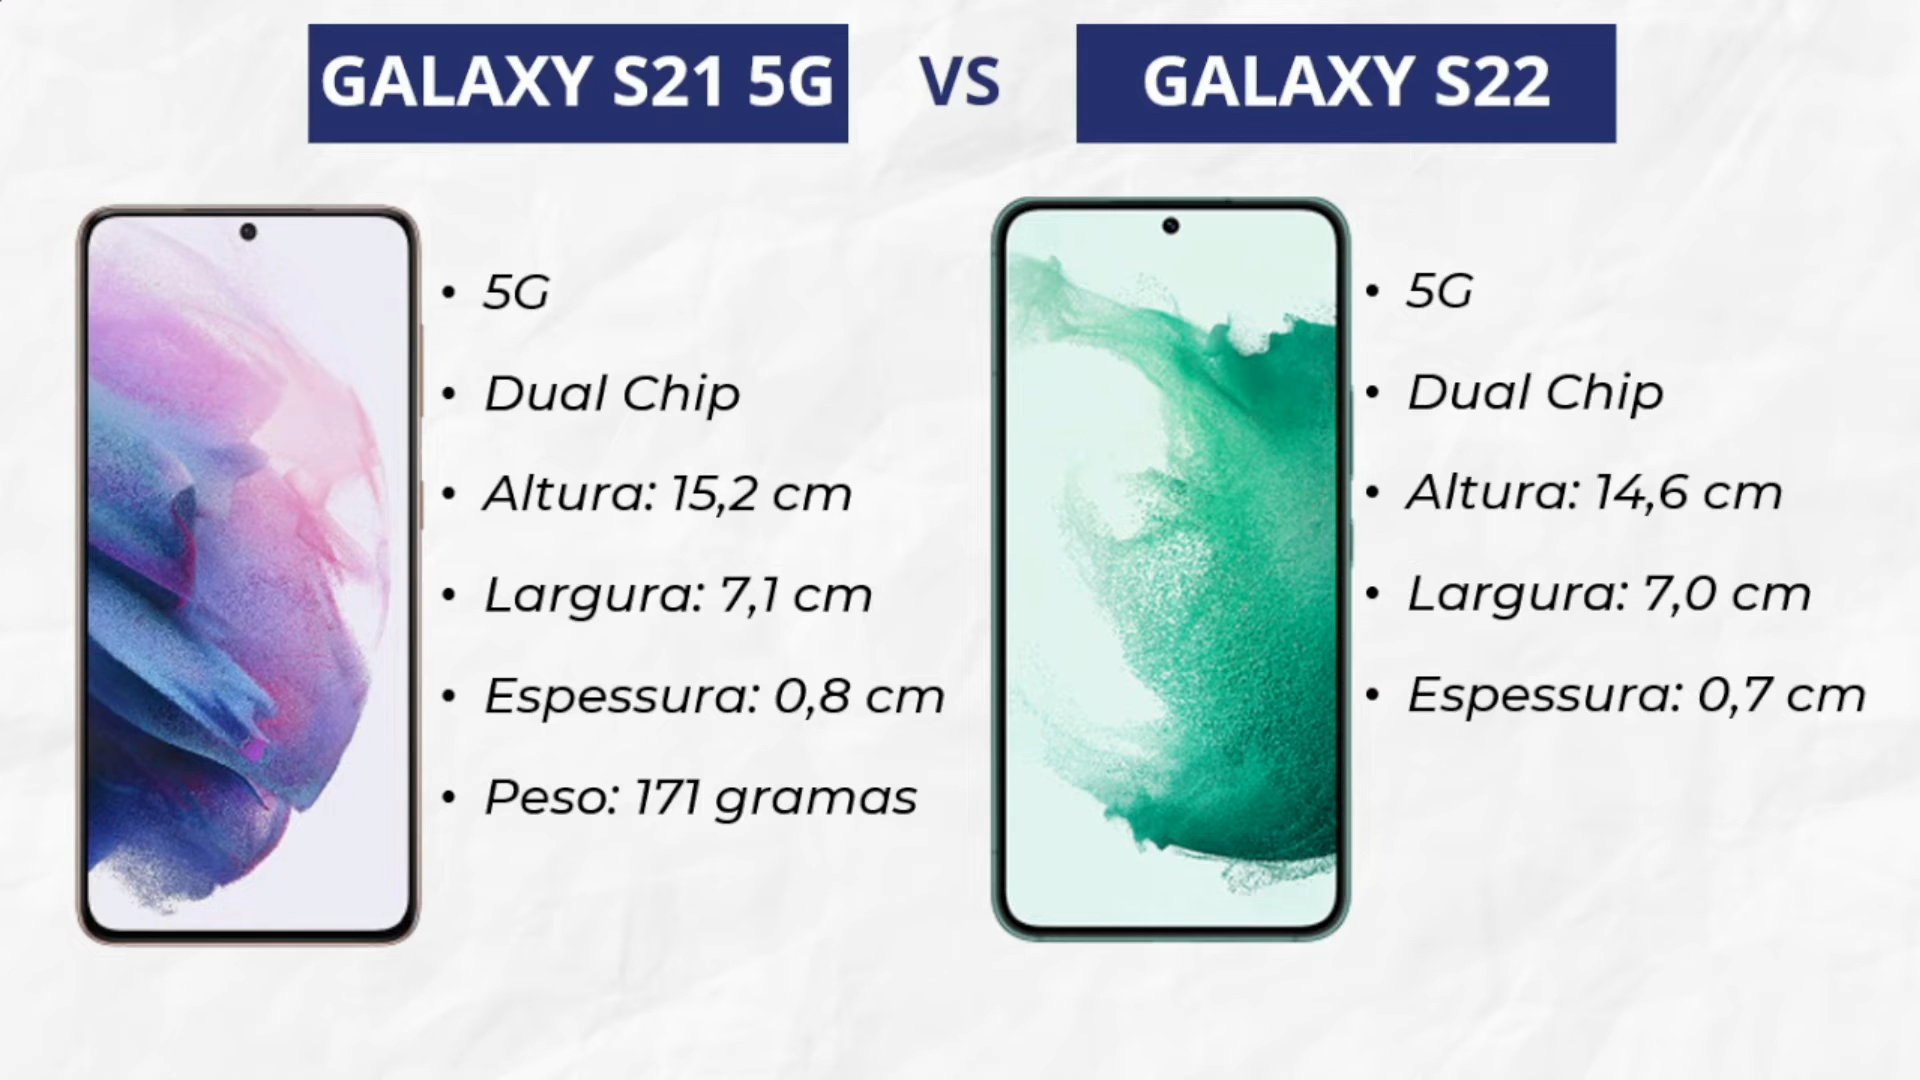 GALAXY S21 5G VS GALAXY S22
• 5G
• Dual Chip
• Altura: 15,2 cm
• Largura: 7,1 cm
• Espessura: 0,8 cm
• Peso: 171 gramas
• 5G
• Dual Chip
• Altura: 14,6 cm
• Largura: 7,0 cm
• Espessura: 0,7 cm